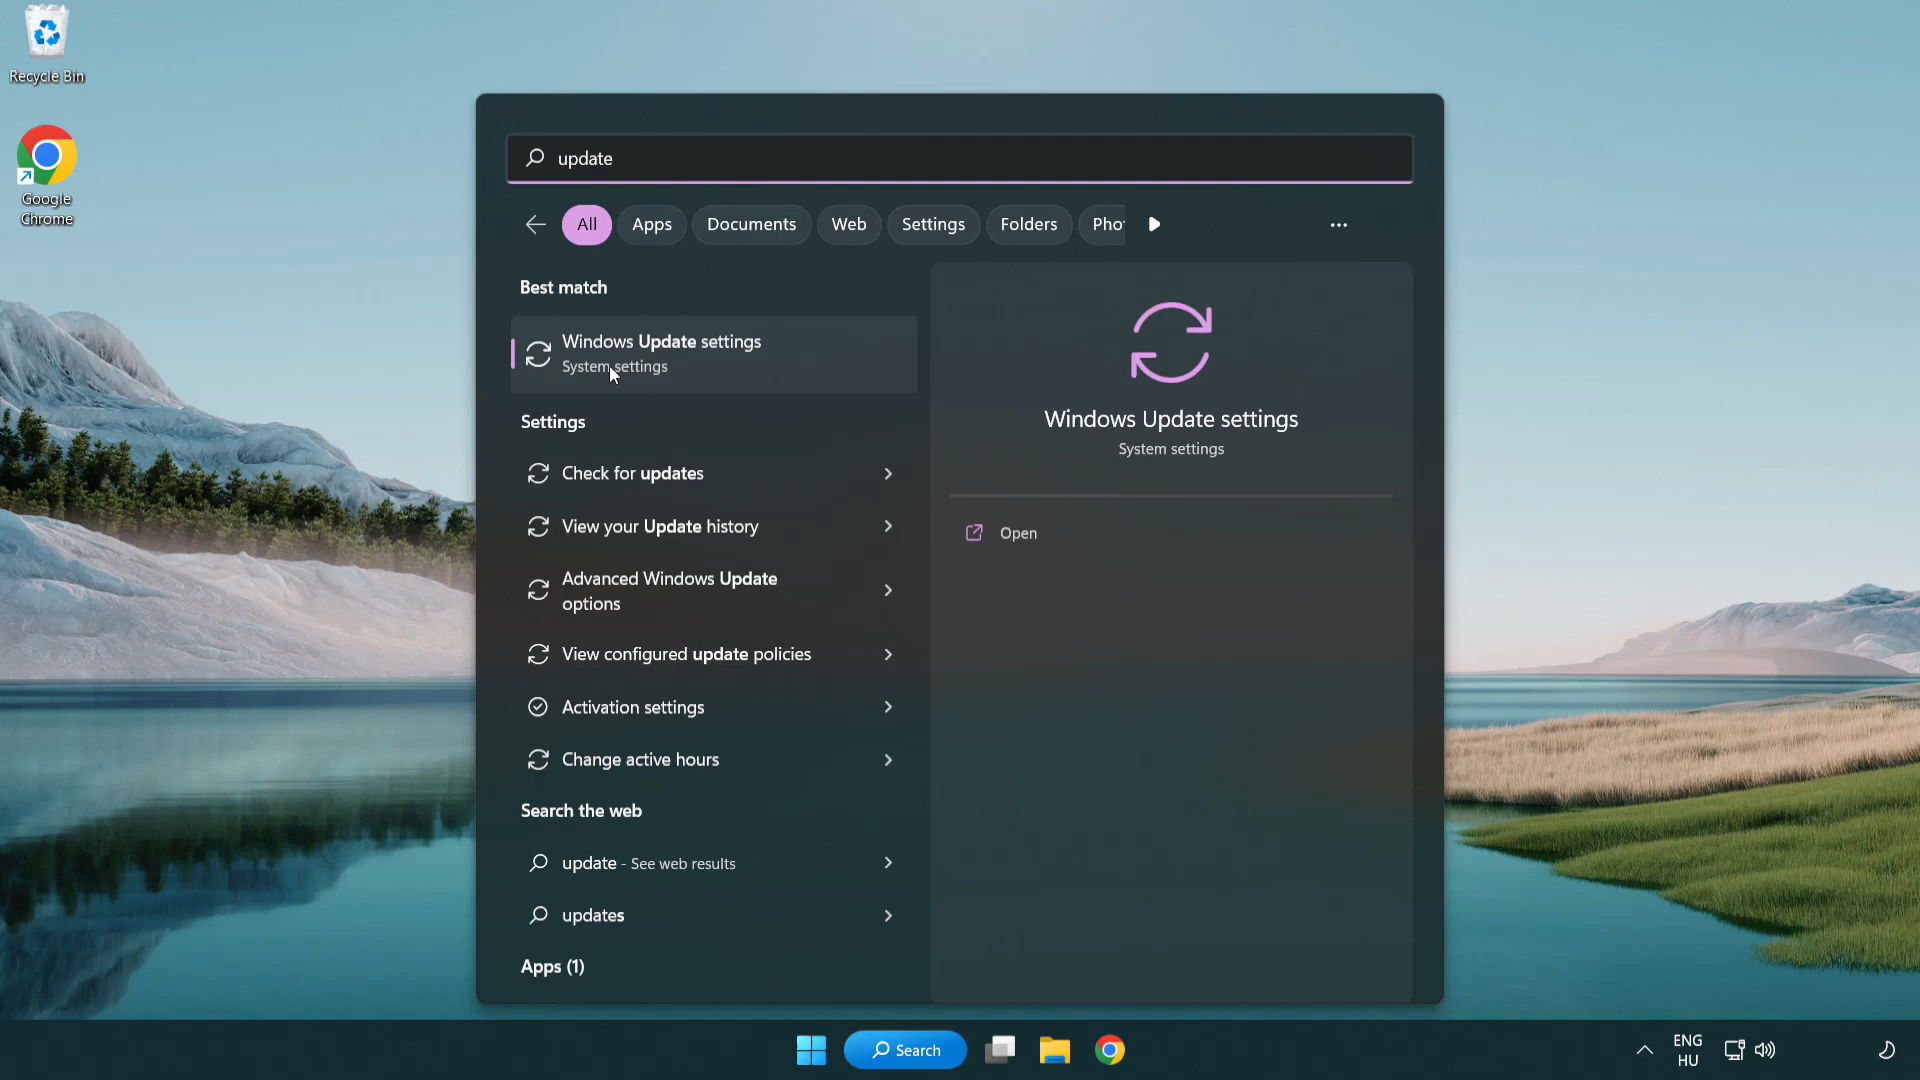 Recycle Bin
Google
Chrome
update
All
Apps
Documents
Web
Settings
Folders
Pho
Best match
Windows Update settings
System settings
Settings
Check for updates
View your Update history
Advanced Windows Update
options
View configured update policies
Activation settings
Change active hours
Search the web
update - See web results
updates
Apps (1)
Windows Update settings
System settings
Open
Search
ENG
HU